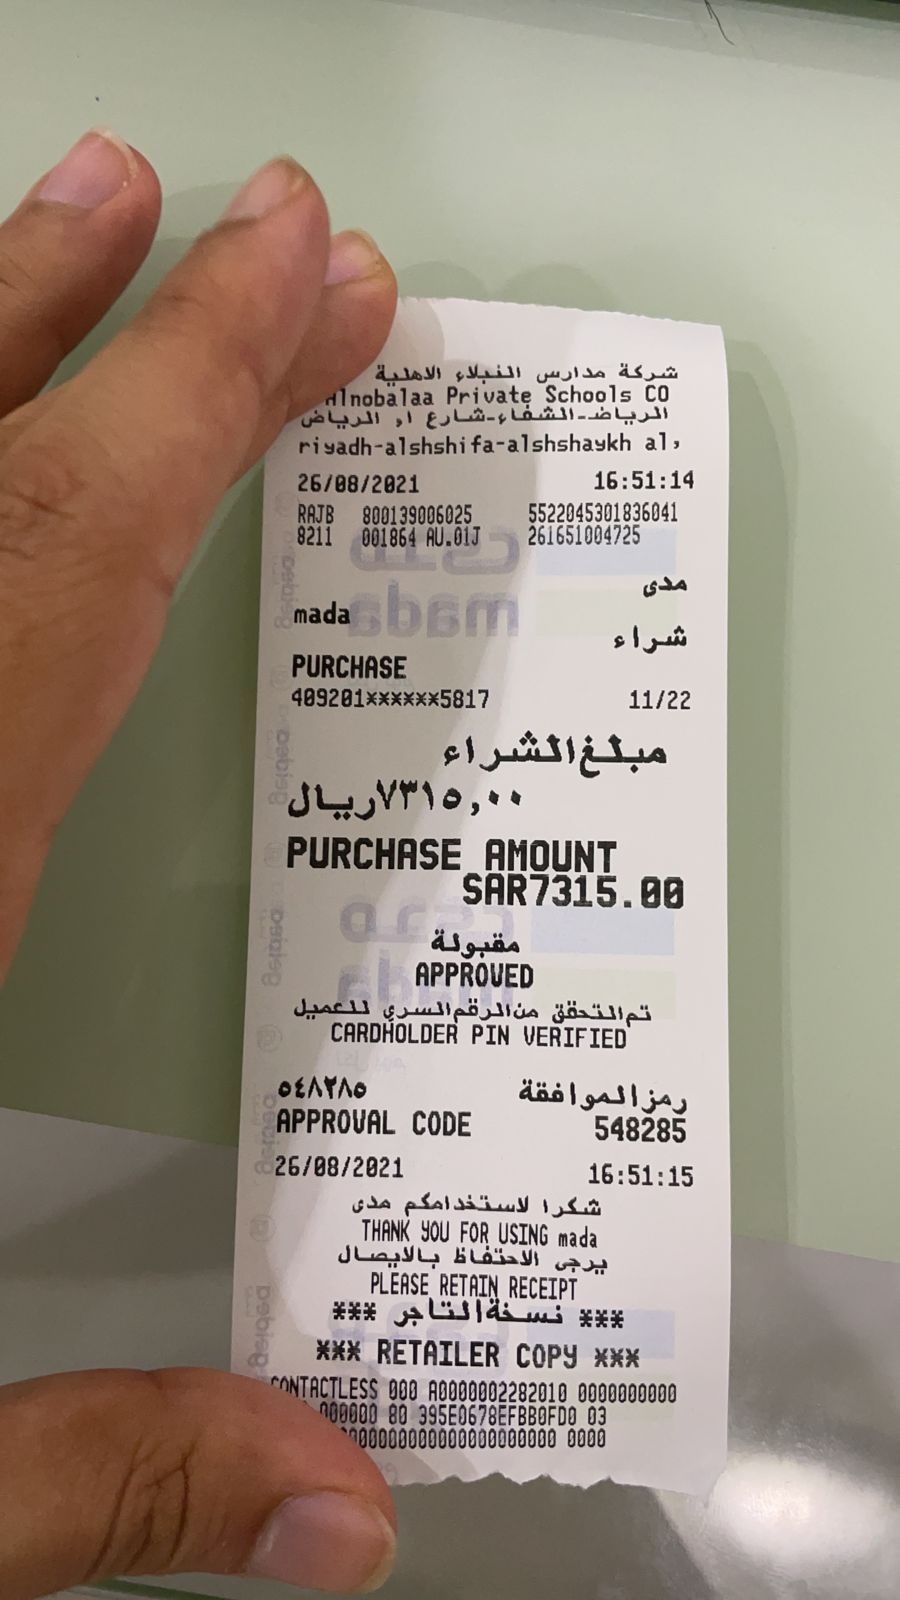 شركة مدارس النبلاء الاهلية
Alnobalaa Private Schools CO
الرياض-الشفاء-شارع ا, الرياض
riyadh-alshshifa-alshshaykh al,
26/08/2021 16:51:14
RAJB 800139006025 5522045301836041
8211 001864 AU.01J 261651004725
مدى
mada
شراء
PURCHASE
409201******5817 11/22
مبلغ الشراء
٧٣١٥,٠٠ ريال
PURCHASE AMOUNT
SAR7315.00
مقبولة
APPROVED
تم التحقق من الرقم السري للعميل
CARDHOLDER PIN VERIFIED
رمز الموافقة ٥٤٨٢٨٥
APPROVAL CODE 548285
26/08/2021 16:51:15
شكرا لاستخدامكم مدى
THANK YOU FOR USING mada
يرجى الاحتفاظ بالايصال
PLEASE RETAIN RECEIPT
*** نسخة التاجر ***
*** RETAILER COPY ***
CONTACTLESS 000 A0000002282010 0000000000
000000 80 395E0678EFBB0FD0 03
0000